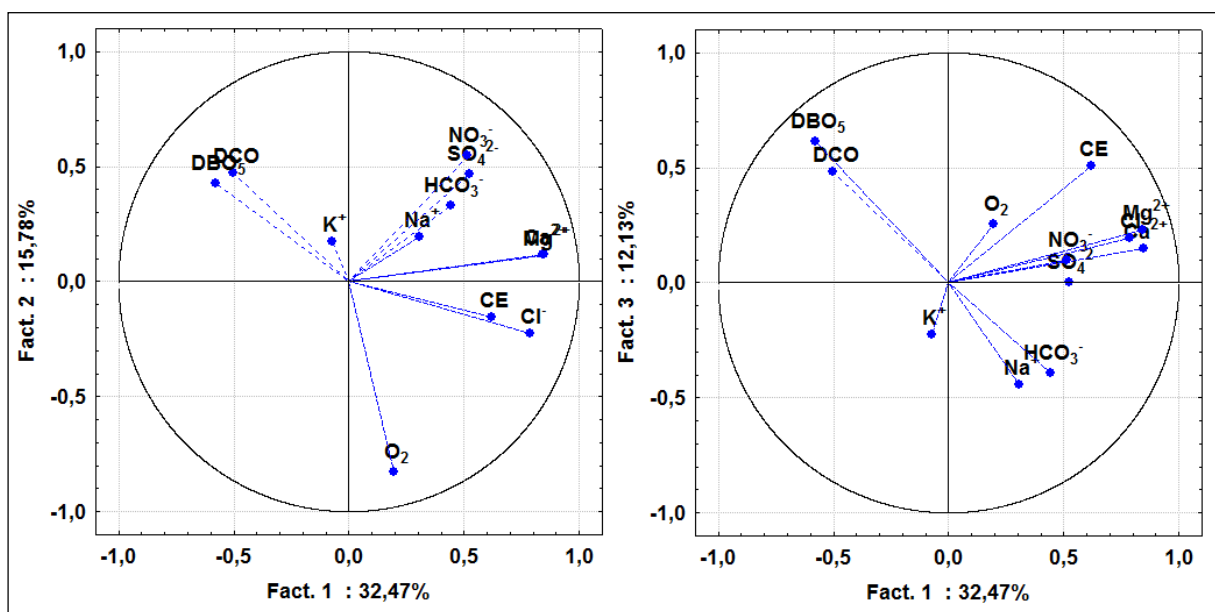 1,0
0,5
0,0
-0,5
-1,0
-1,0
-0,5
0,0
0,5
1,0
Fact. 2 : 15,78%
Fact. 1 : 32,47%
NO₃⁻
SO₄²⁻
DCO
DBO₅
HCO₃⁻
K⁺
Na⁺
Mg
CE
Cl⁻
O₂
1,0
0,5
0,0
-0,5
-1,0
-1,0
-0,5
0,0
0,5
1,0
Fact. 3 : 12,13%
Fact. 1 : 32,47%
DBO₅
DCO
CE
O₂
Mg²⁺
Cl⁻
Ca²⁺
NO₃⁻
SO₄²
K⁺
HCO₃⁻
Na⁺